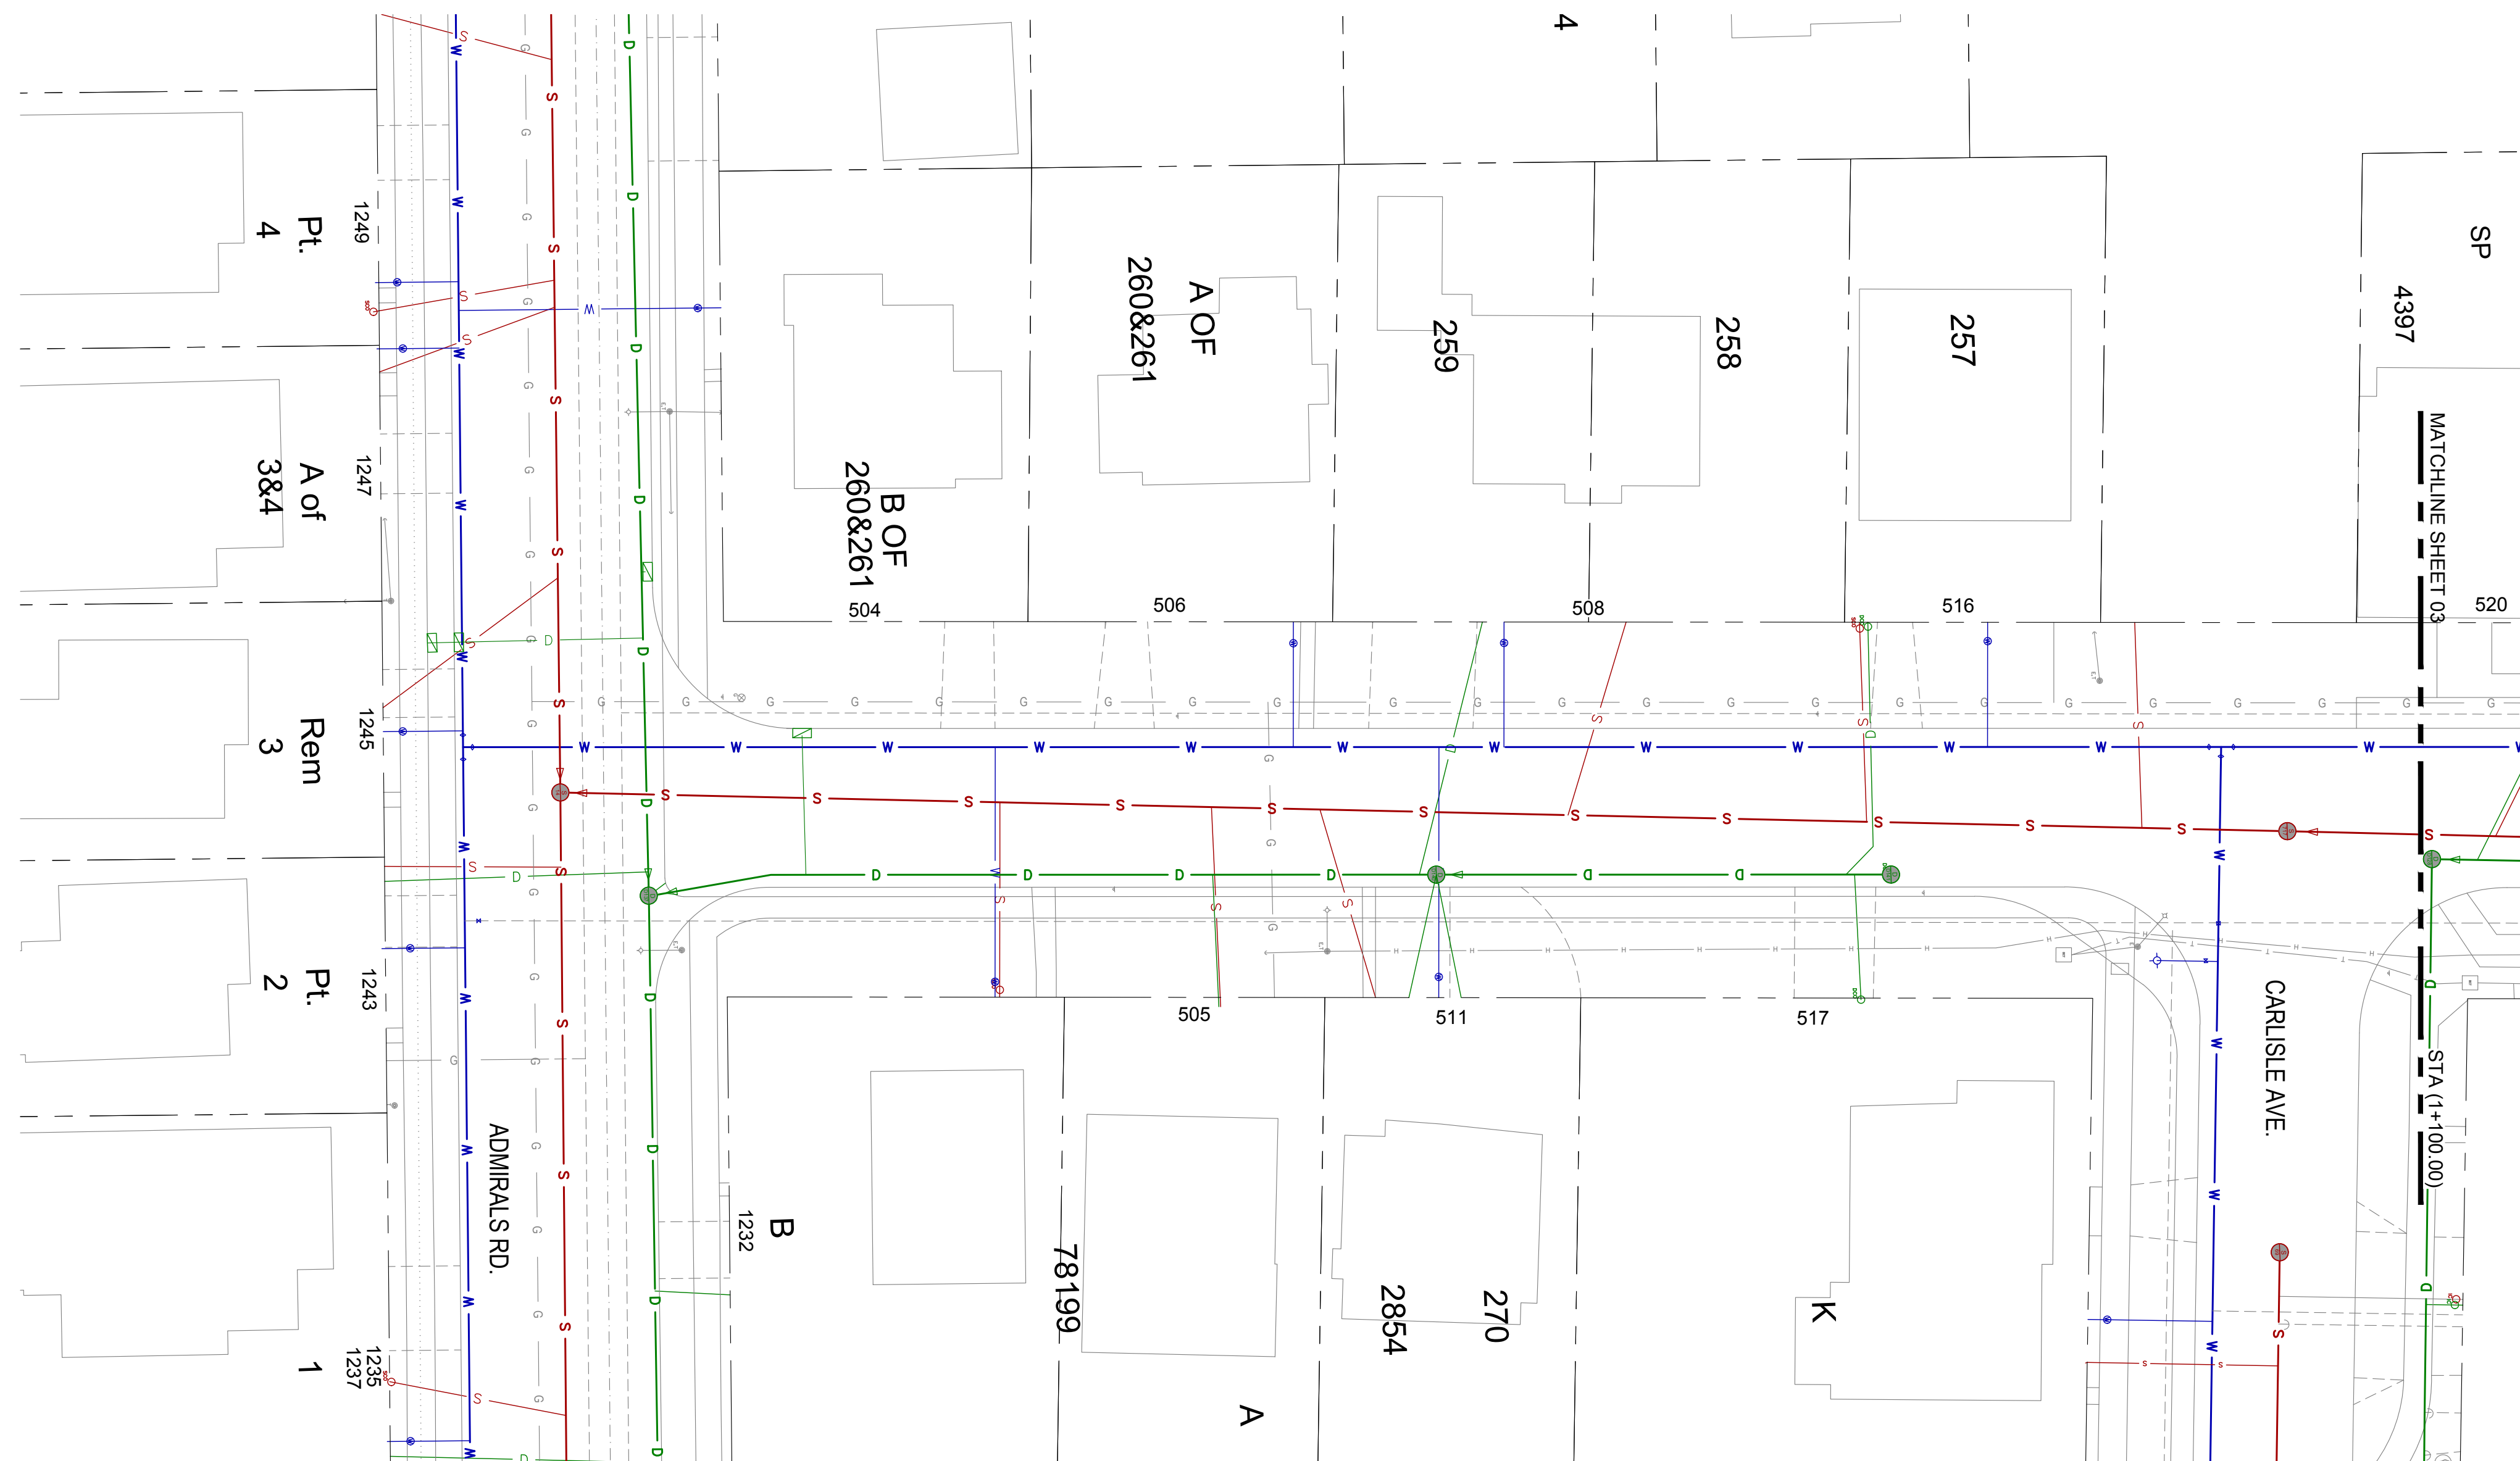 4
SP
4397
MATCHLINE SHEET 03
STA (1+100.00)
Pt.
4
1249
A of
3&4
1247
Rem
3
1245
Pt.
2
1243
1
1235
1237
ADMIRALS RD.
CARLISLE AVE.
B OF
260&261
A OF
260&261
259
258
257
504
506
508
516
520
505
511
517
1232
B
78199
2854
270
K
A
W
S
D
G
H
T